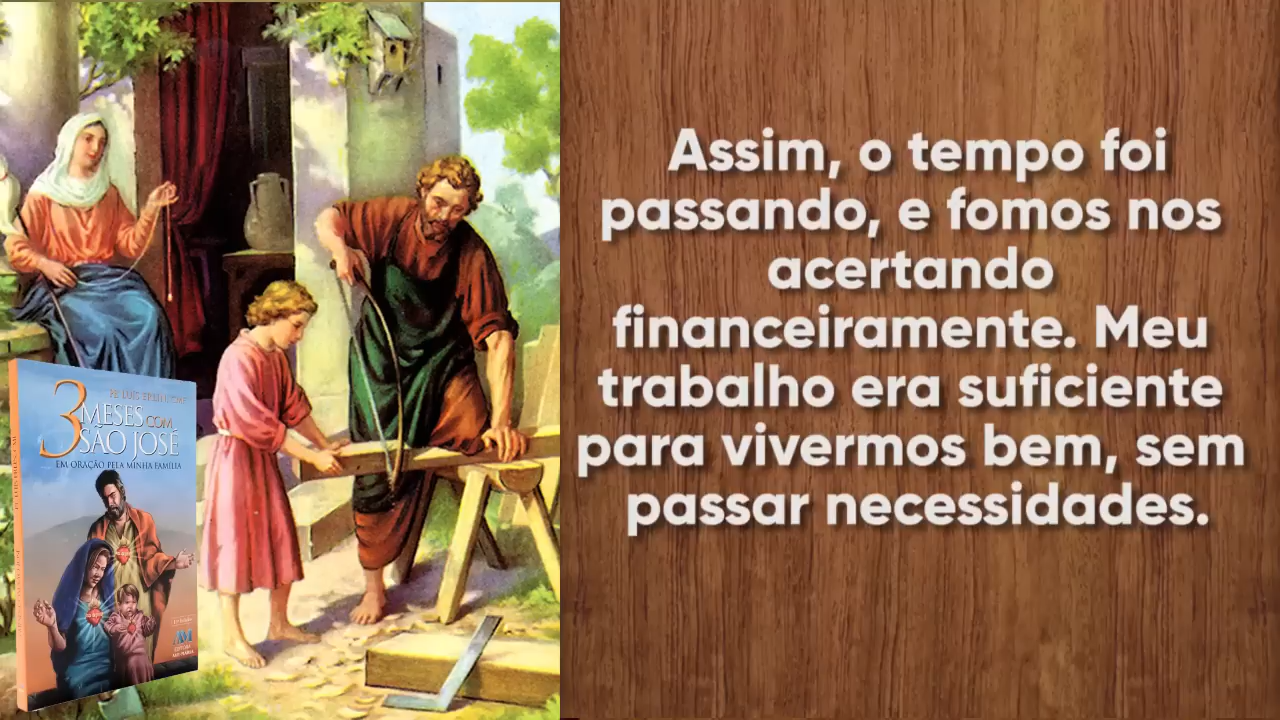 Assim, o tempo foi
passando, e fomos nos
acertando
financeiramente. Meu
trabalho era suficiente
para vivermos bem, sem
passar necessidades.
3
MESES COM
SÃO JOSÉ
EM ORAÇÃO PELA MINHA FAMÍLIA